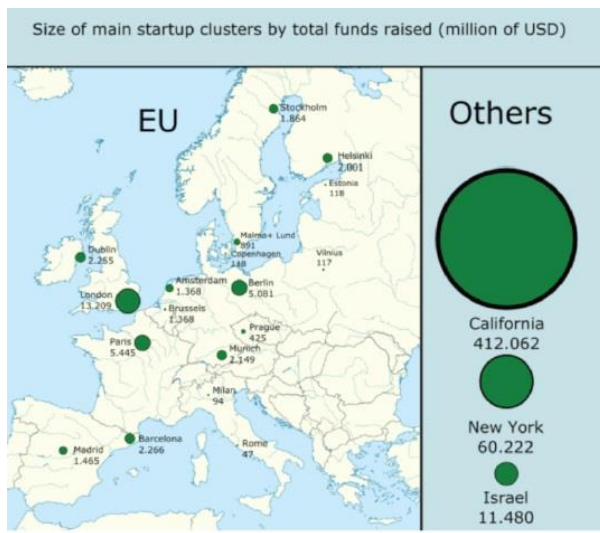 Size of main startup clusters by total funds raised (million of USD)
EU
Others
Stockholm
1.864
Helsinki
2.001
Estonia
118
Malmo+ Lund
891
Copenhagen
118
Dublin
2.265
Vilnius
117
Amsterdam
1.368
Berlin
5.081
London
13.209
Brussels
1.368
Prague
425
Paris
5.445
Munich
2.149
Milan
94
Barcelona
2.266
Madrid
1.465
Rome
47
California
412.062
New York
60.222
Israel
11.480